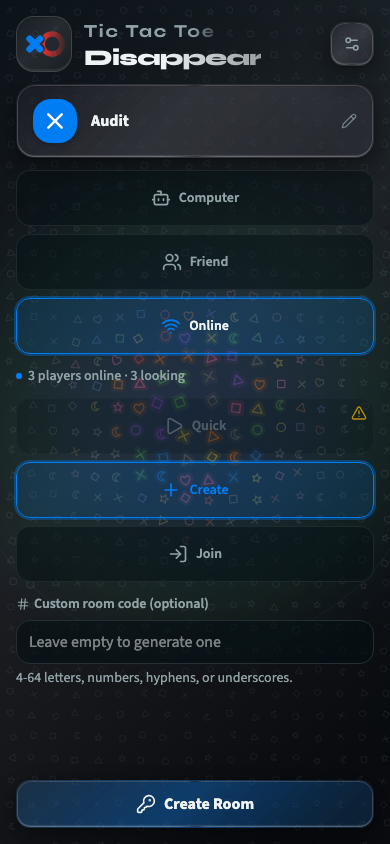 Tic Tac Toe
Disappear
Audit
Computer
Friend
Online
3 players online · 3 looking
Quick
Create
Join
Custom room code (optional)
Leave empty to generate one
4-64 letters, numbers, hyphens, or underscores.
Create Room